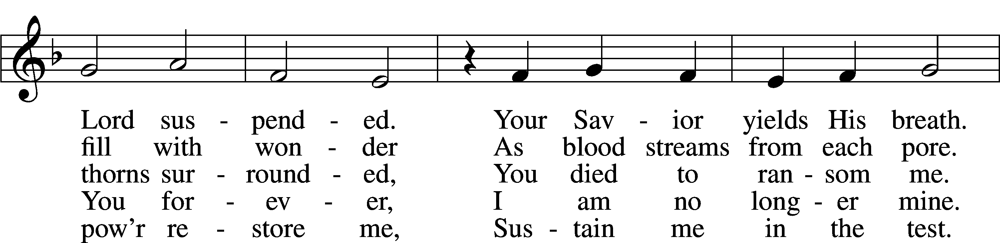 Lord sus - pend - ed. Your Sav - ior yields His breath.
fill with won - der As blood streams from each pore.
thorns sur - round - ed, You died to ran - som me.
You for - ev - er, I am no long - er mine.
pow'r re - store me, Sus - tain me in the test.